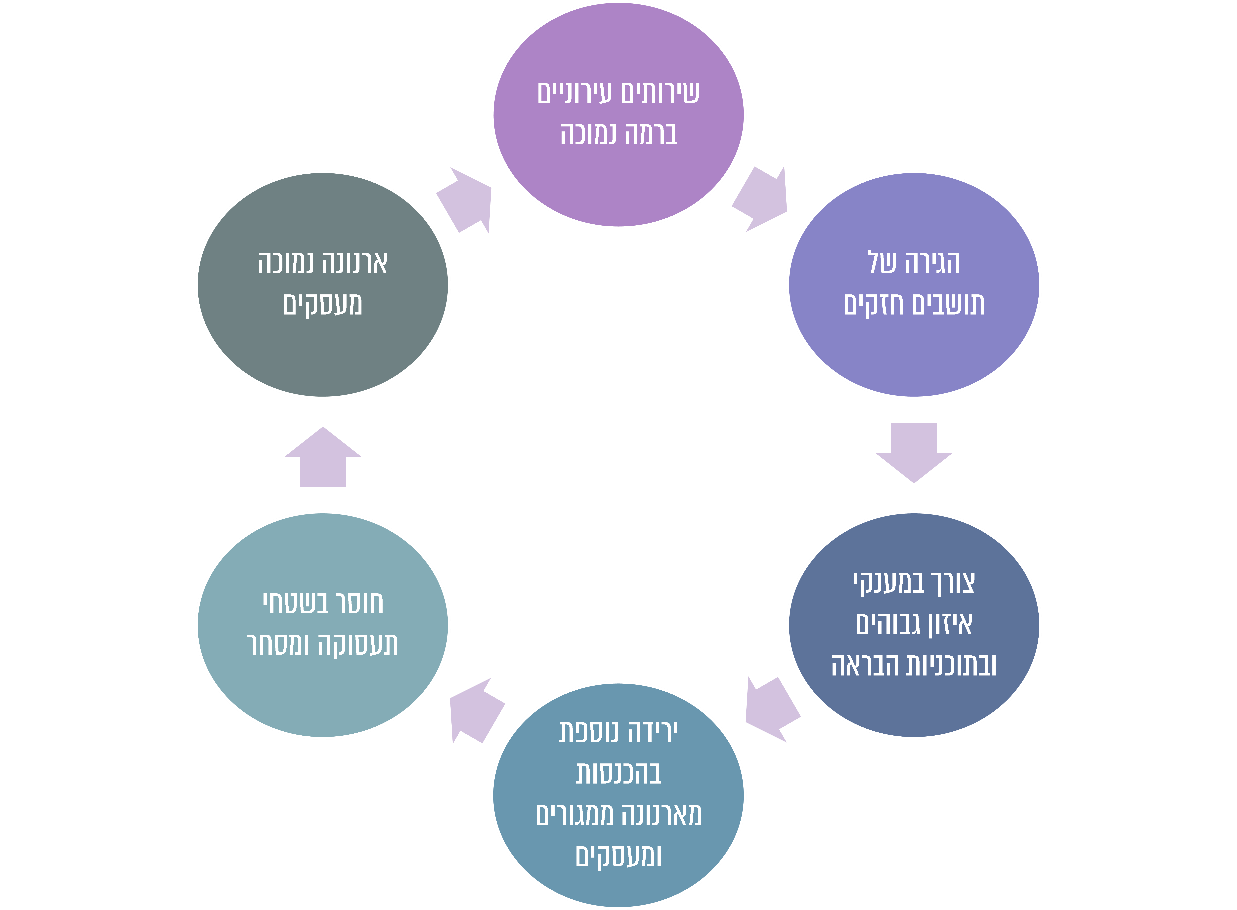 שירותים עירוניים
ברמה נמוכה
הגירה של
תושבים חזקים
צורך במענקי
איזון גבוהים
ובתוכניות הבראה
ירידה נוספת
בהכנסות
מארנונה ממגורים
ומעסקים
חוסר בשטחי
תעסוקה ומסחר
ארנונה נמוכה
מעסקים